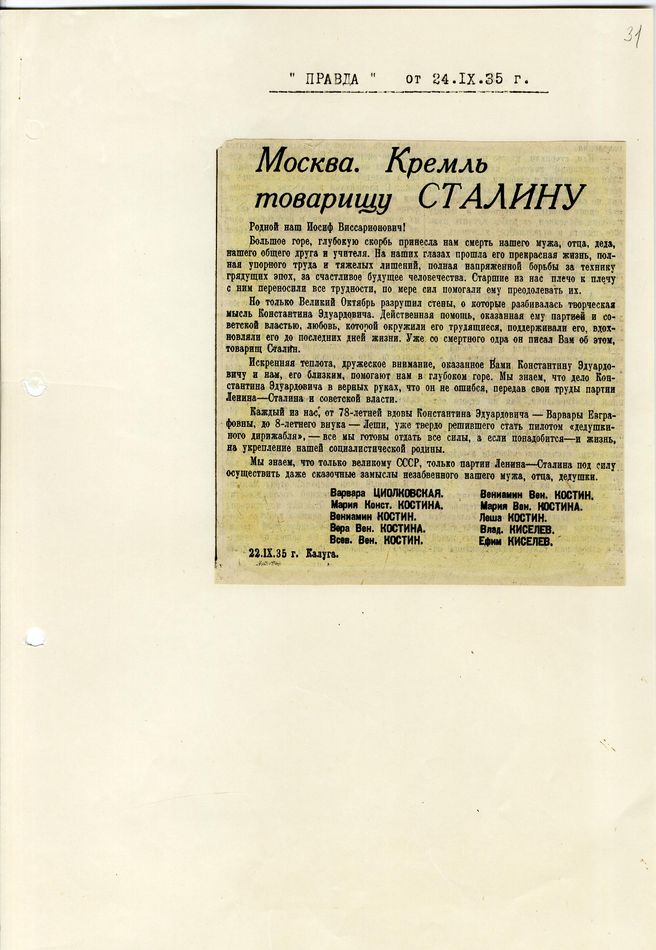 31
" ПРАВДА " от 24.IX.35 г.
Москва. Кремль
товарищу СТАЛИНУ
Родной наш Иосиф Виссарионович!
Большое горе, глубокую скорбь принесла нам смерть нашего мужа, отца, деда,
нашего общего друга и учителя. На наших глазах прошла его прекрасная жизнь, пол-
ная упорного труда и тяжелых лишений, полная напряженной борьбы за технику
грядущих эпох, за счастливое будущее человечества. Старшие из нас плечо к плечу
с ним переносили все трудности, по мере сил помогали ему преодолевать их.
Но только Великий Октябрь разрушил стены, о которые разбивалась творческая
мысль Константина Эдуардовича. Действенная помощь, оказанная ему партией и со-
ветской властью, любовь, которой окружили его трудящиеся, поддерживали его, вдох-
новляли его до последних дней жизни. Уже со смертного одра он писал Вам об этом,
товарищ Сталин.
Искренняя теплота, дружеское внимание, оказанное Вами Константину Эдуардо-
вичу и нам, его близким, помогают нам в глубоком горе. Мы знаем, что дело Кон-
стантина Эдуардовича в верных руках, что он не ошибся, передав свои труды партии
Ленина—Сталина и советской власти.
Каждый из нас, от 78-летней вдовы Константина Эдуардовича — Варвары Евгра-
фовны, до 8-летнего внука — Леши, уже твердо решившего стать пилотом «дедушки-
ного дирижабля», — все мы готовы отдать все силы, а если понадобится—и жизнь,
на укрепление нашей социалистической родины.
Мы знаем, что только великому СССР, только партии Ленина—Сталина под силу
осуществить даже сказочные замыслы незабвенного нашего мужа, отца, дедушки.
Варвара ЦИОЛКОВСКАЯ.
Мария Конст. КОСТИНА.
Вениамин КОСТИН.
Вера Вен. КОСТИНА.
Всев. Вен. КОСТИН.
Вениамин Вен. КОСТИН.
Мария Вен. КОСТИНА.
Леша КОСТИН.
Влад. КИСЕЛЕВ.
Ефим КИСЕЛЕВ.
22.IX.35 г. Калуга.